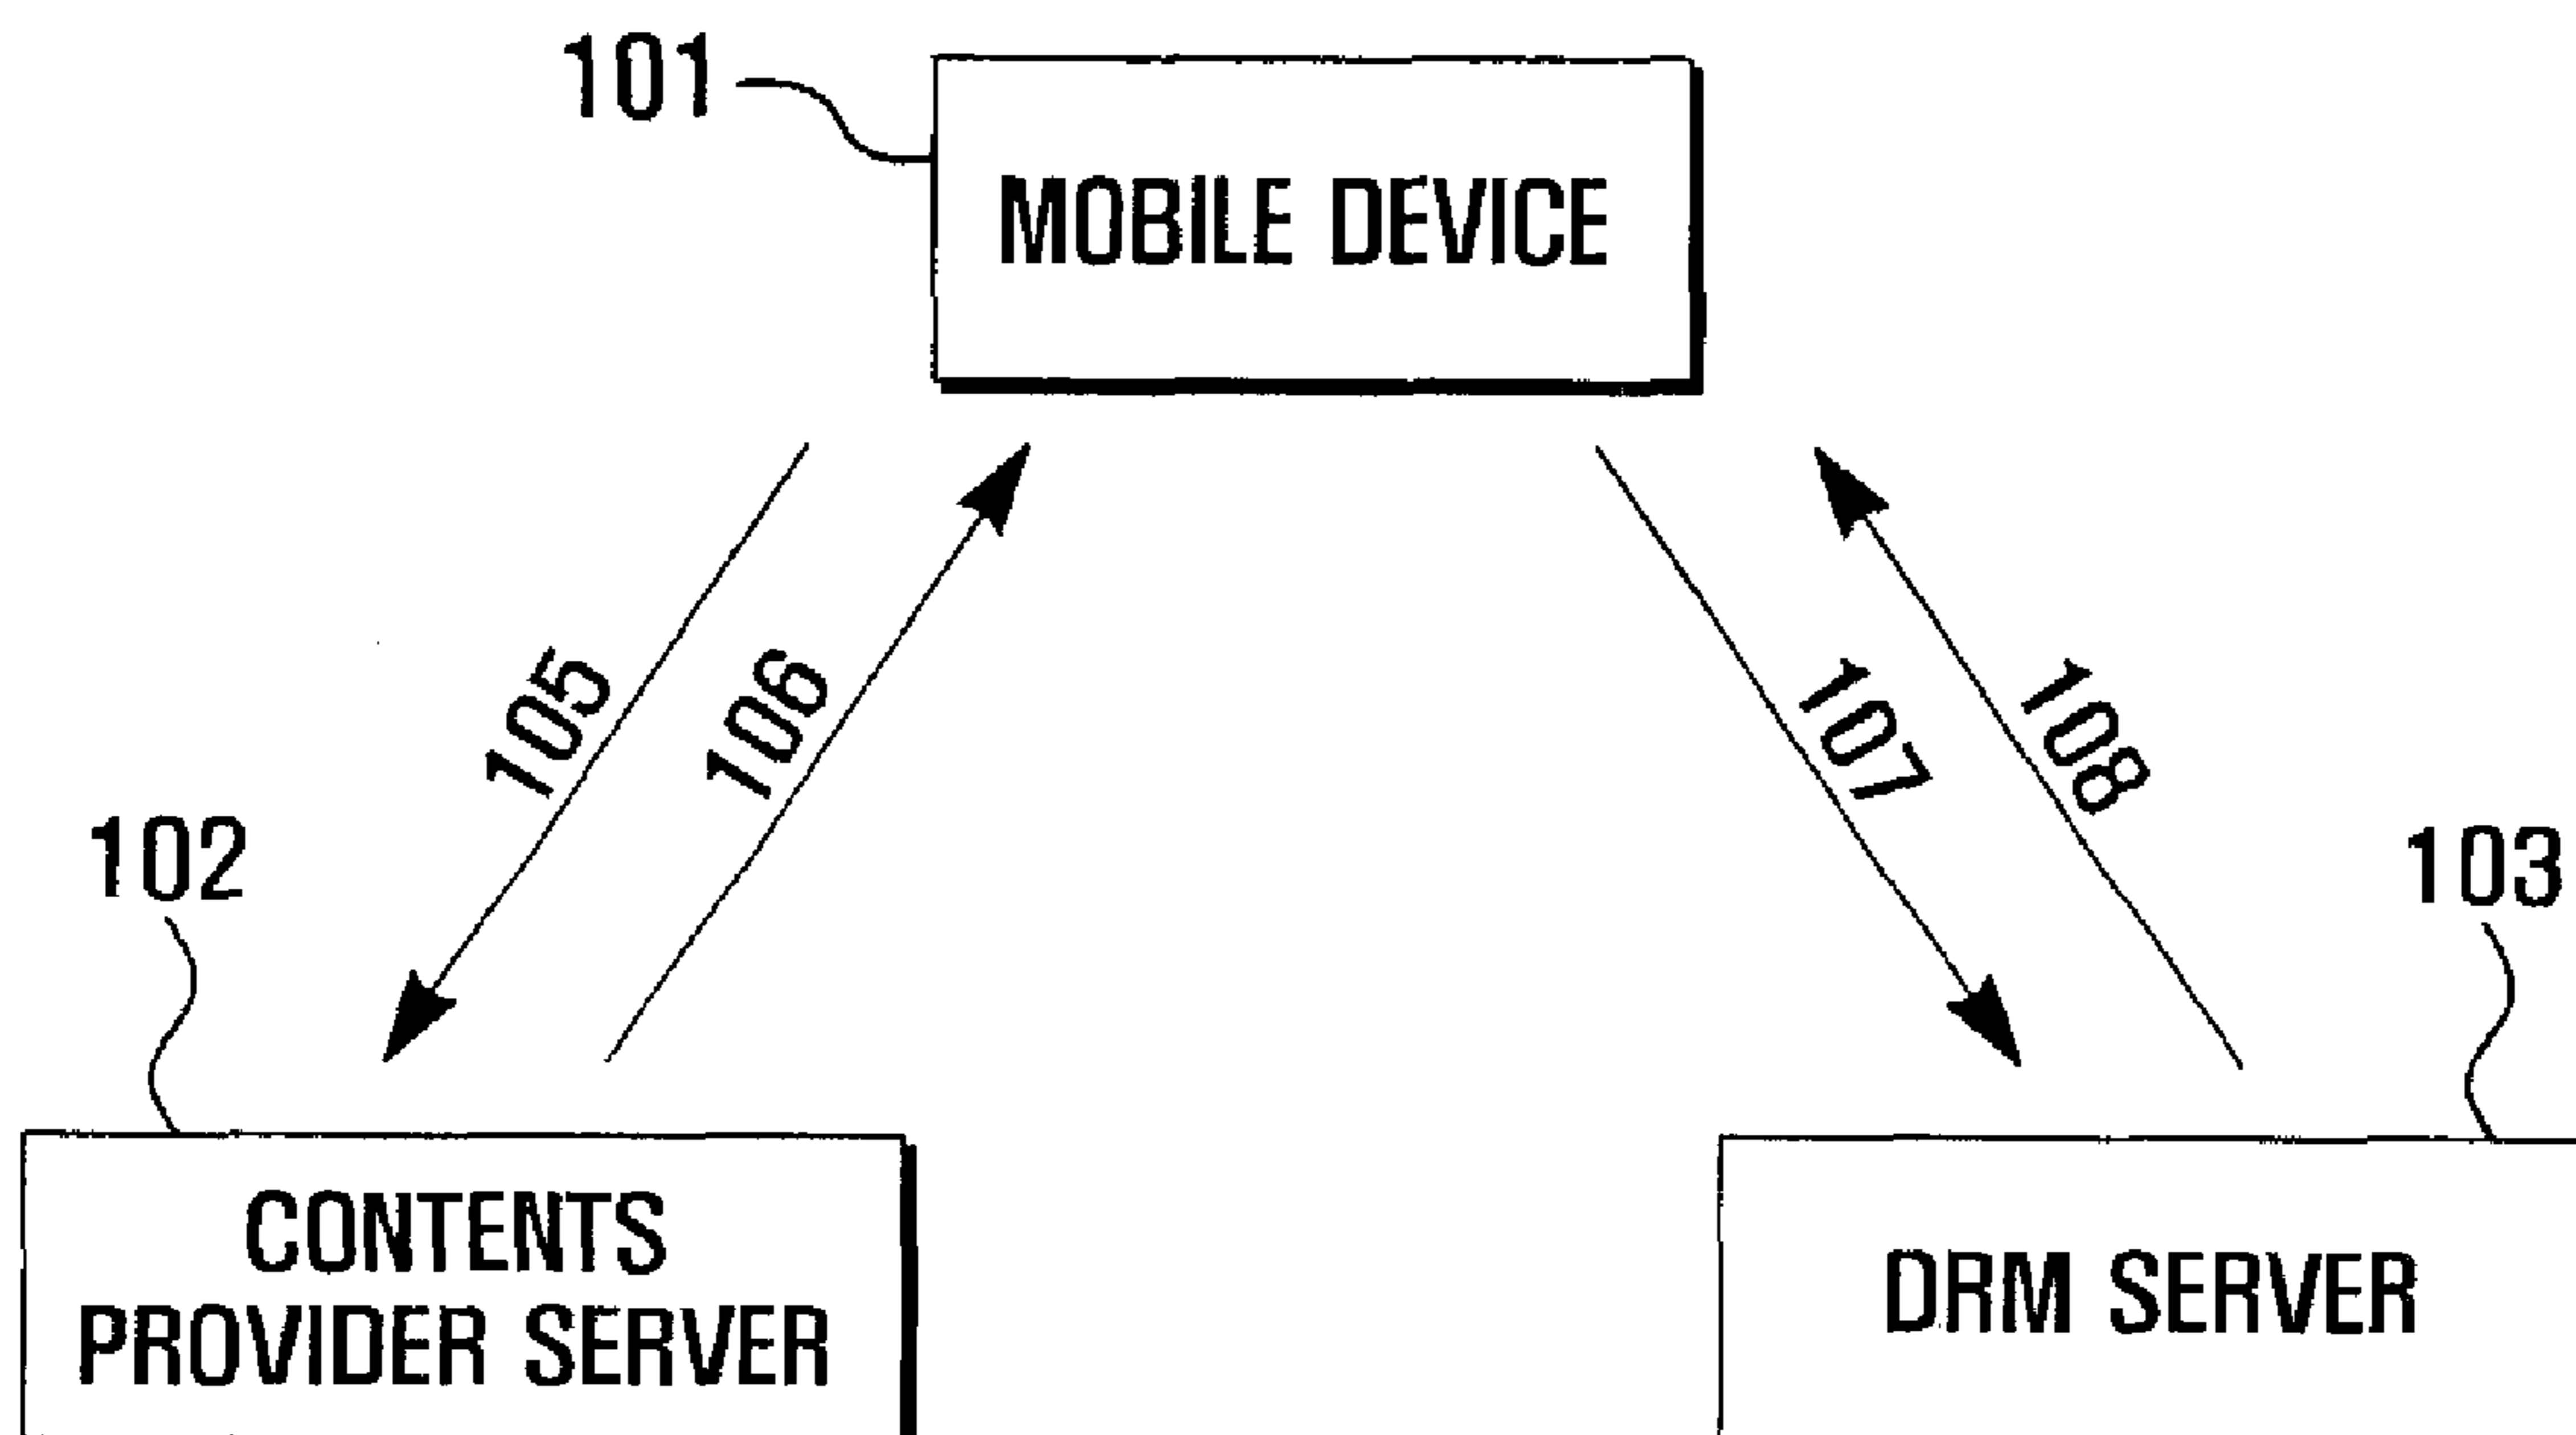 101
MOBILE DEVICE
105
106
107
108
102
103
CONTENTS
PROVIDER SERVER
DRM SERVER